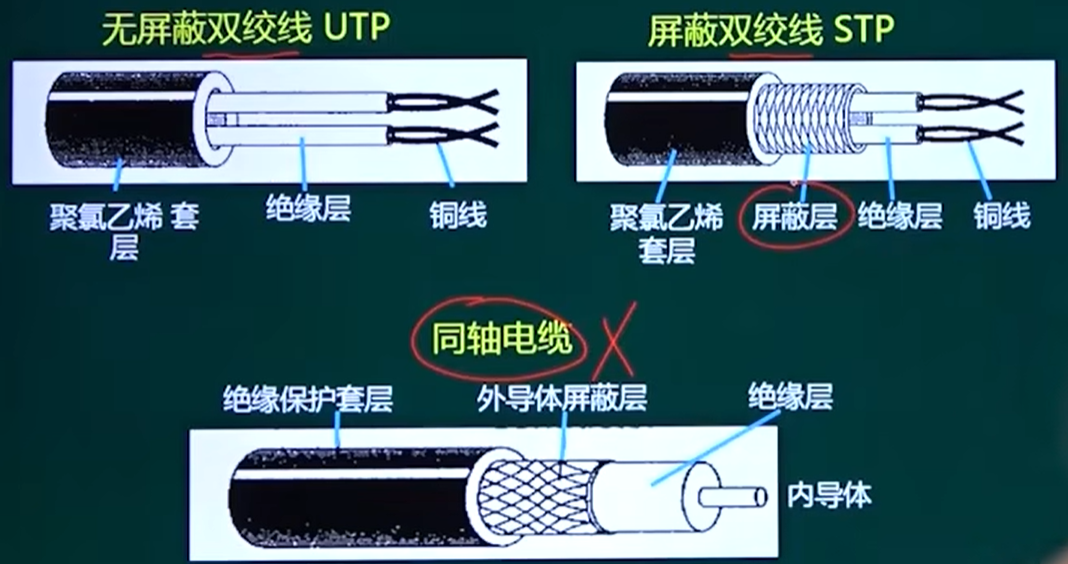 无屏蔽双绞线 UTP
屏蔽双绞线 STP
聚氯乙烯 套
层
绝缘层
铜线
聚氯乙烯
套层
屏蔽层
绝缘层
铜线
同轴电缆
绝缘保护套层
外导体屏蔽层
绝缘层
内导体